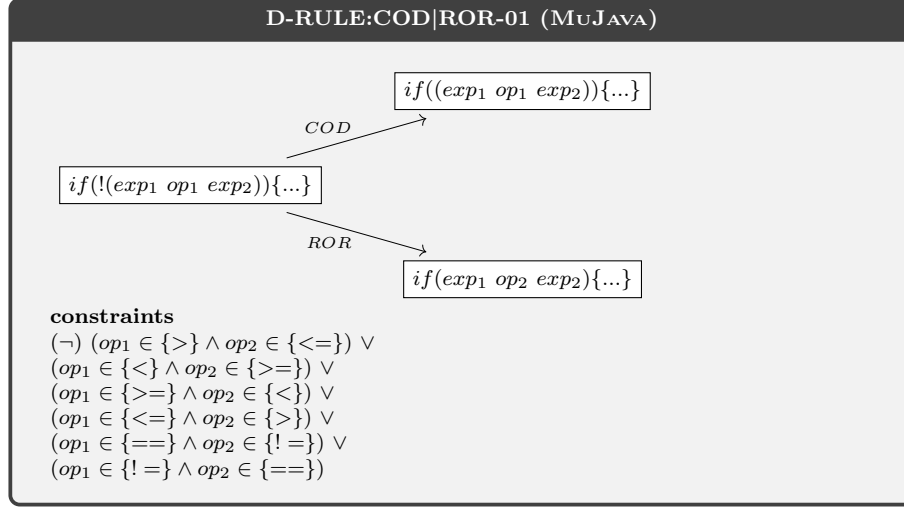 D-RULE:COD|ROR-01 (MUJAVA)
if((exp₁ op₁ exp₂)){...}
COD
if(!(exp₁ op₁ exp₂)){...}
ROR
if(exp₁ op₂ exp₂){...}
constraints
(¬) (op₁ ∈ {>} ∧ op₂ ∈ {<=}) ∨
(op₁ ∈ {<} ∧ op₂ ∈ {>=}) ∨
(op₁ ∈ {>=} ∧ op₂ ∈ {<}) ∨
(op₁ ∈ {<=} ∧ op₂ ∈ {>}) ∨
(op₁ ∈ {==} ∧ op₂ ∈ {! =}) ∨
(op₁ ∈ {! =} ∧ op₂ ∈ {==})